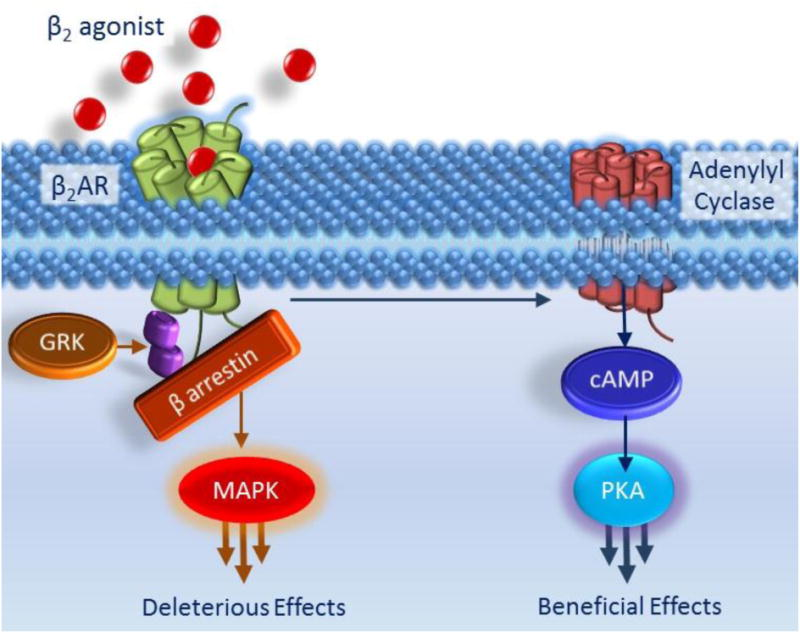 β₂ agonist
β₂AR
Adenylyl
Cyclase
GRK
β arrestin
cAMP
MAPK
PKA
Deleterious Effects
Beneficial Effects